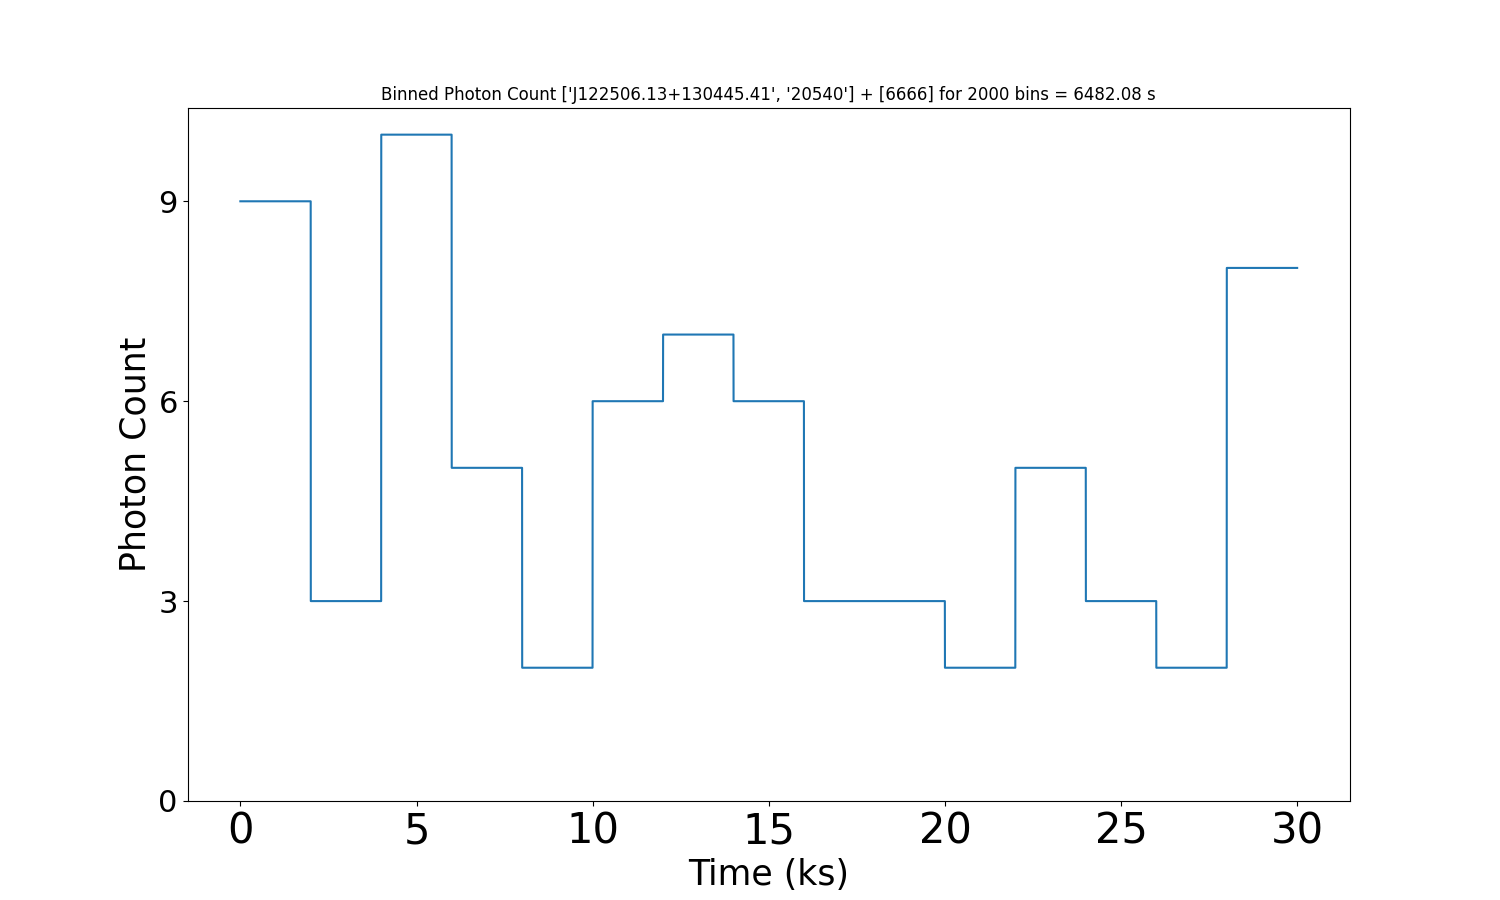 Binned Photon Count ['J122506.13+130445.41', '20540'] + [6666] for 2000 bins = 6482.08 s
Photon Count
9
6
3
0
0 5 10 15 20 25 30
Time (ks)